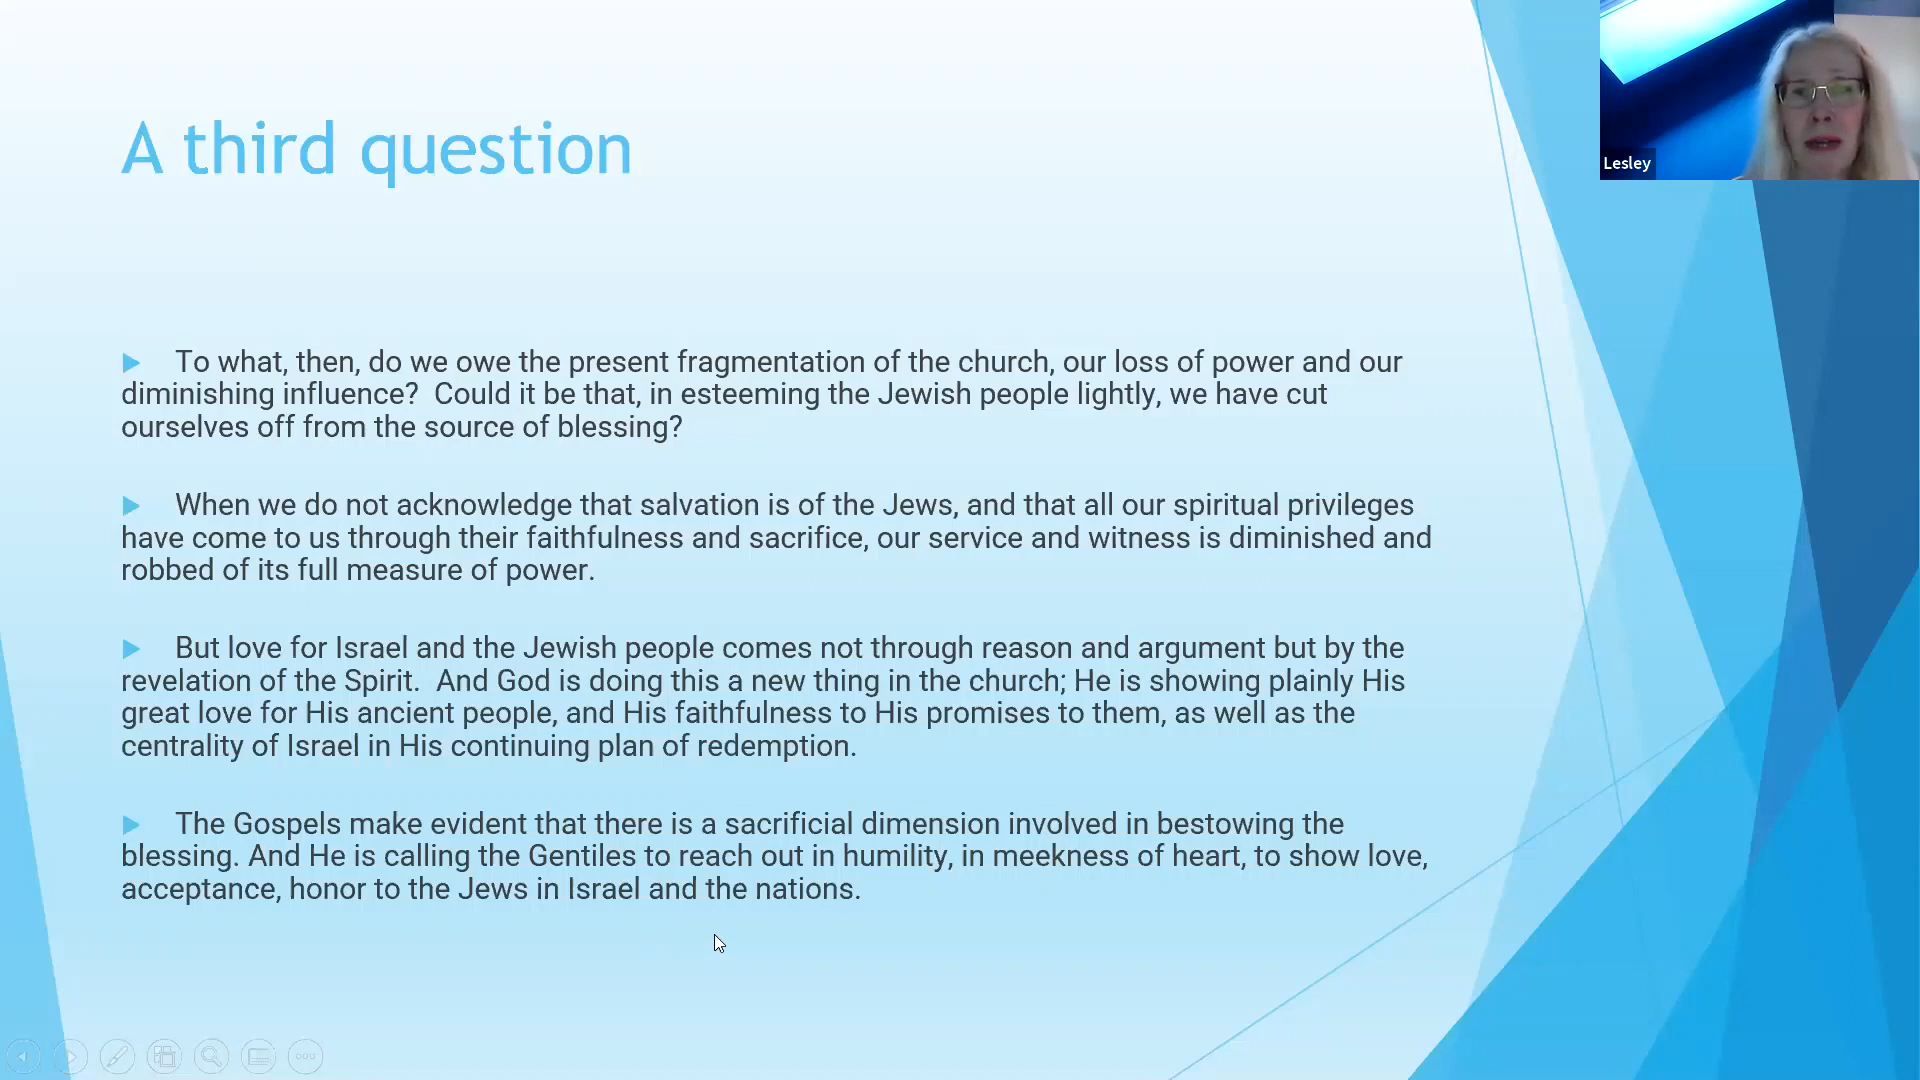 Lesley
A third question
To what, then, do we owe the present fragmentation of the church, our loss of power and our
diminishing influence?  Could it be that, in esteeming the Jewish people lightly, we have cut
ourselves off from the source of blessing?
When we do not acknowledge that salvation is of the Jews, and that all our spiritual privileges
have come to us through their faithfulness and sacrifice, our service and witness is diminished and
robbed of its full measure of power.
But love for Israel and the Jewish people comes not through reason and argument but by the
revelation of the Spirit.  And God is doing this a new thing in the church; He is showing plainly His
great love for His ancient people, and His faithfulness to His promises to them, as well as the
centrality of Israel in His continuing plan of redemption.
The Gospels make evident that there is a sacrificial dimension involved in bestowing the
blessing. And He is calling the Gentiles to reach out in humility, in meekness of heart, to show love,
acceptance, honor to the Jews in Israel and the nations.